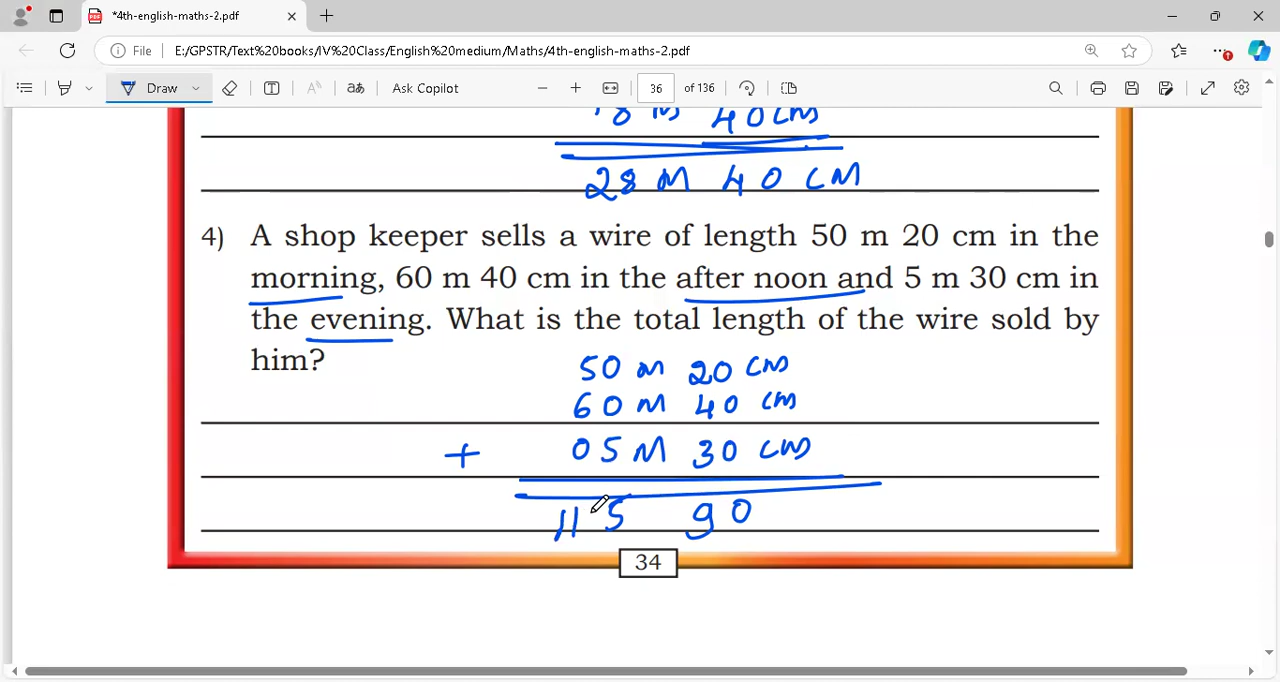 *4th-english-maths-2.pdf
File E:/GPSTR/Text%20books/IV%20Class/English%20medium/Maths/4th-english-maths-2.pdf
Draw Ask Copilot 36 of 136
18 M 40 CM
28 M 40 CM
4) A shop keeper sells a wire of length 50 m 20 cm in the
morning, 60 m 40 cm in the after noon and 5 m 30 cm in
the evening. What is the total length of the wire sold by
him?
50 M 20 CM
60 M 40 CM
+ 05 M 30 CM
115 90
34